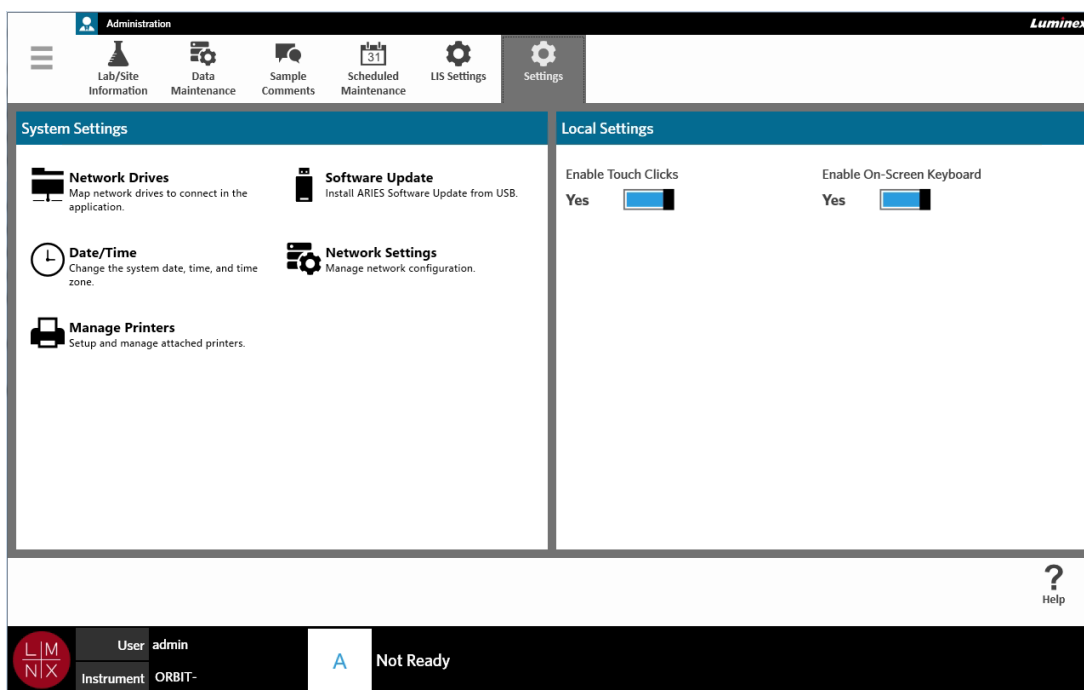 Administration
Luminex
Lab/Site
Information
Data
Maintenance
Sample
Comments
31
Scheduled
Maintenance
LIS Settings
Settings
System Settings
Network Drives
Map network drives to connect in the
application.
Software Update
Install ARIES Software Update from USB.
Date/Time
Change the system date, time, and time
zone.
Network Settings
Manage network configuration.
Manage Printers
Setup and manage attached printers.
Local Settings
Enable Touch Clicks
Yes
Enable On-Screen Keyboard
Yes
?
Help
L M
N X
User admin
Instrument ORBIT-
A
Not Ready